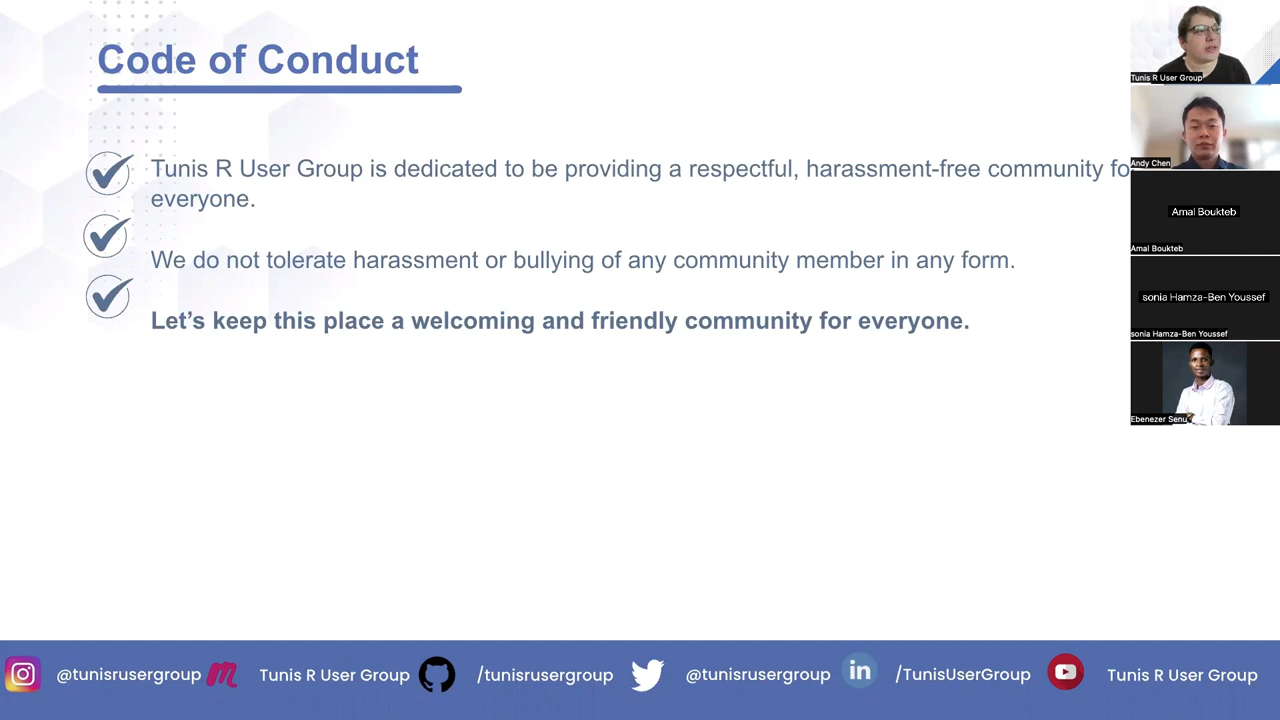 Code of Conduct
Tunis R User Group is dedicated to be providing a respectful, harassment-free community fo
everyone.
We do not tolerate harassment or bullying of any community member in any form.
Let's keep this place a welcoming and friendly community for everyone.
Tunis R User Group
Andy Chen
Amal Boukteb
Amal Boukteb
sonia Hamza-Ben Youssef
sonia Hamza-Ben Youssef
Ebenezer Senu
@tunisrusergroup
Tunis R User Group
/tunisrusergroup
@tunisrusergroup
in
/TunisUserGroup
Tunis R User Group